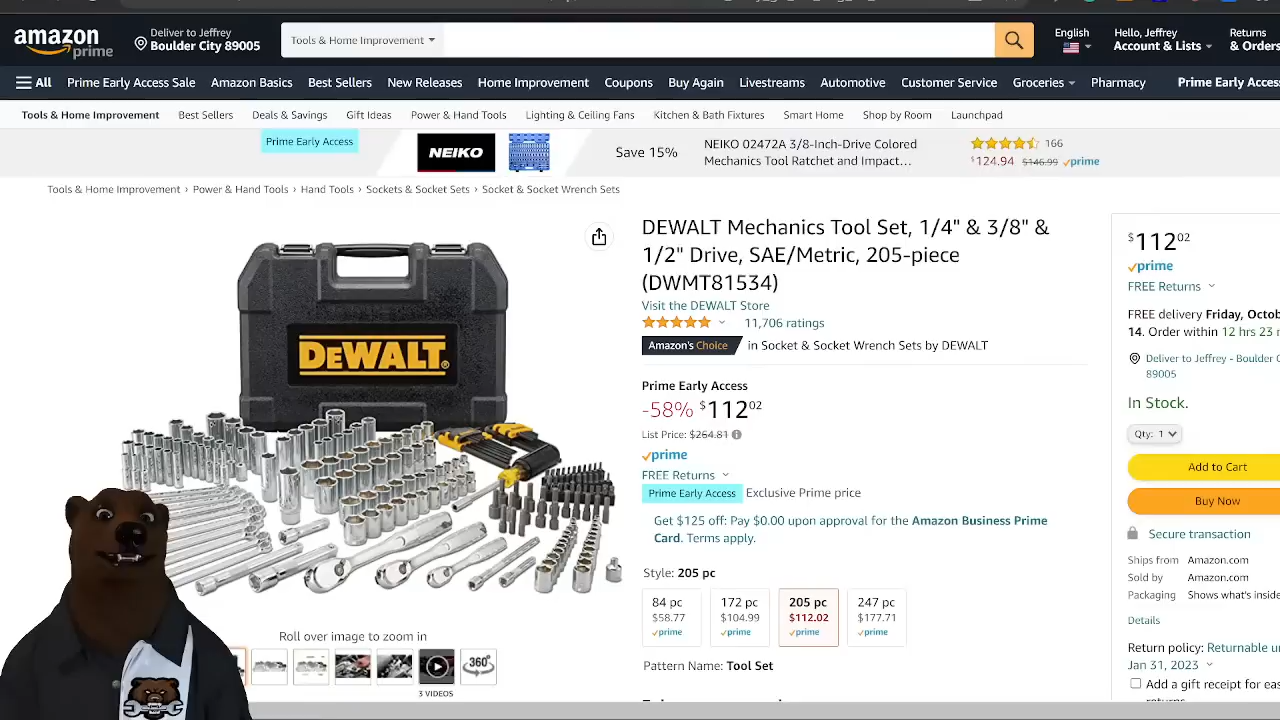 amazon
prime
Deliver to Jeffrey
Boulder City 89005
Tools & Home Improvement
English
Hello, Jeffrey
Account & Lists
Returns
& Orders
All
Prime Early Access Sale
Amazon Basics
Best Sellers
New Releases
Home Improvement
Coupons
Buy Again
Livestreams
Automotive
Customer Service
Groceries
Pharmacy
Prime Early Acces
Tools & Home Improvement
Best Sellers
Deals & Savings
Gift Ideas
Power & Hand Tools
Lighting & Ceiling Fans
Kitchen & Bath Fixtures
Smart Home
Shop by Room
Launchpad
Prime Early Access
NEIKO
Save 15%
NEIKO 02472A 3/8-Inch-Drive Colored
Mechanics Tool Ratchet and Impact...
166
$124.94 $146.99 prime
Tools & Home Improvement › Power & Hand Tools › Hand Tools › Sockets & Socket Sets › Socket & Socket Wrench Sets
DEWALT®
DEWALT Mechanics Tool Set, 1/4" & 3/8" &
1/2" Drive, SAE/Metric, 205-piece
(DWMT81534)
Visit the DEWALT Store
11,706 ratings
Amazon's Choice in Socket & Socket Wrench Sets by DEWALT
Prime Early Access
-58% $112 02
List Price: $264.81
prime
FREE Returns
Prime Early Access Exclusive Prime price
Get $125 off: Pay $0.00 upon approval for the Amazon Business Prime
Card. Terms apply.
Style: 205 pc
84 pc
$58.77
prime
172 pc
$104.99
prime
205 pc
$112.02
prime
247 pc
$177.71
prime
Pattern Name: Tool Set
Roll over image to zoom in
360°
3 VIDEOS
$112 02
prime
FREE Returns
FREE delivery Friday, Octob
14. Order within 12 hrs 23 m
Deliver to Jeffrey - Boulder C
89005
In Stock.
Qty: 1
Add to Cart
Buy Now
Secure transaction
Ships from Amazon.com
Sold by Amazon.com
Packaging Shows what's inside
Details
Return policy: Returnable un
Jan 31, 2023
Add a gift receipt for eas